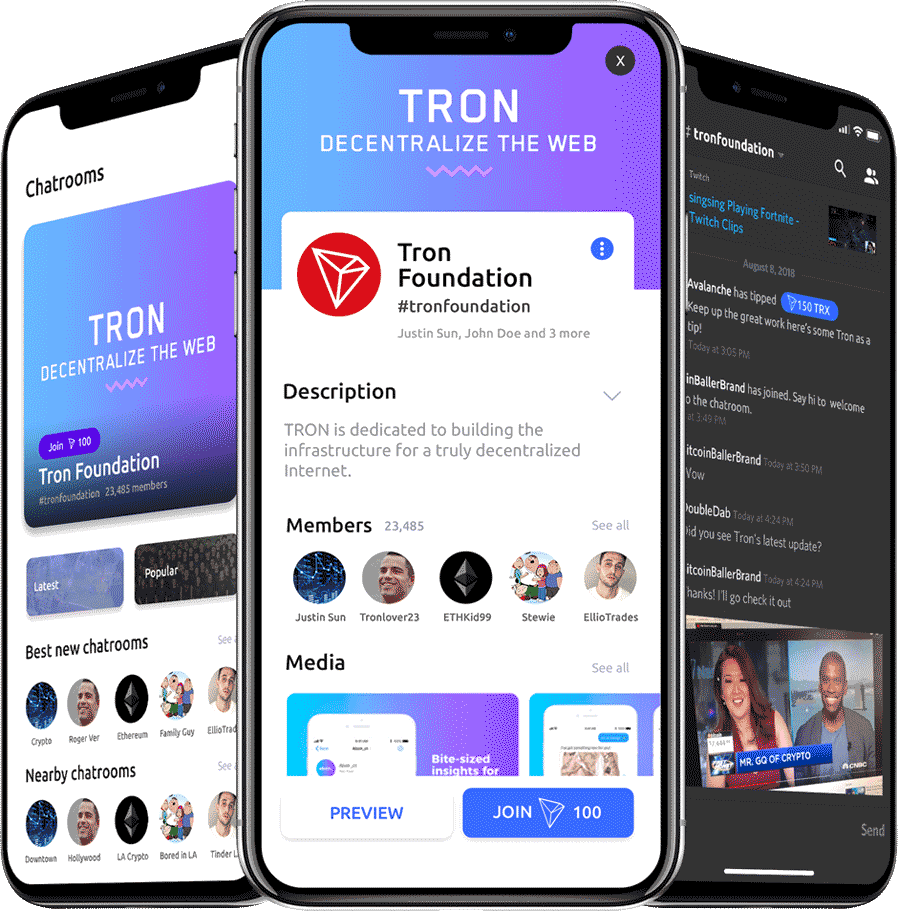 Chatrooms
TRON
DECENTRALIZE THE WEB
Join 100
Tron Foundation
#tronfoundation 23,485 members
Latest
Popular
Best new chatrooms
See
Crypto
Roger Ver
Ethereum
Family Guy
EllioTrad
Nearby chatrooms
See
Downtown
Hollywood
LA Crypto
Bored in LA
Tinder L
X
TRON
DECENTRALIZE THE WEB
Tron
Foundation
#tronfoundation
Justin Sun, John Doe and 3 more
Description
TRON is dedicated to building the
infrastructure for a truly decentralized
Internet.
Members 23,485
See all
Justin Sun
Tronlover23
ETHKid99
Stewie
EllioTrades
Media
See all
Bite-sized
insights for
PREVIEW
JOIN 100
# tronfoundation
Twitch
singsing Playing Fortnite -
Twitch Clips
August 8, 2018
Avalanche has tipped 150 TRX
Keep up the great work here's some Tron as a
tip!
Today at 3:05 PM
oinBallerBrand has joined. Say hi to welcome
o the chatroom.
at 3:49 PM
itcoinBallerBrand Today at 3:50 PM
Wow
DoubleDab Today at 4:24 PM
Did you see Tron's latest update?
itcoinBallerBrand Today at 4:24 PM
hanks! I'll go check it out
MR. GQ OF CRYPTO
CNBC
Send